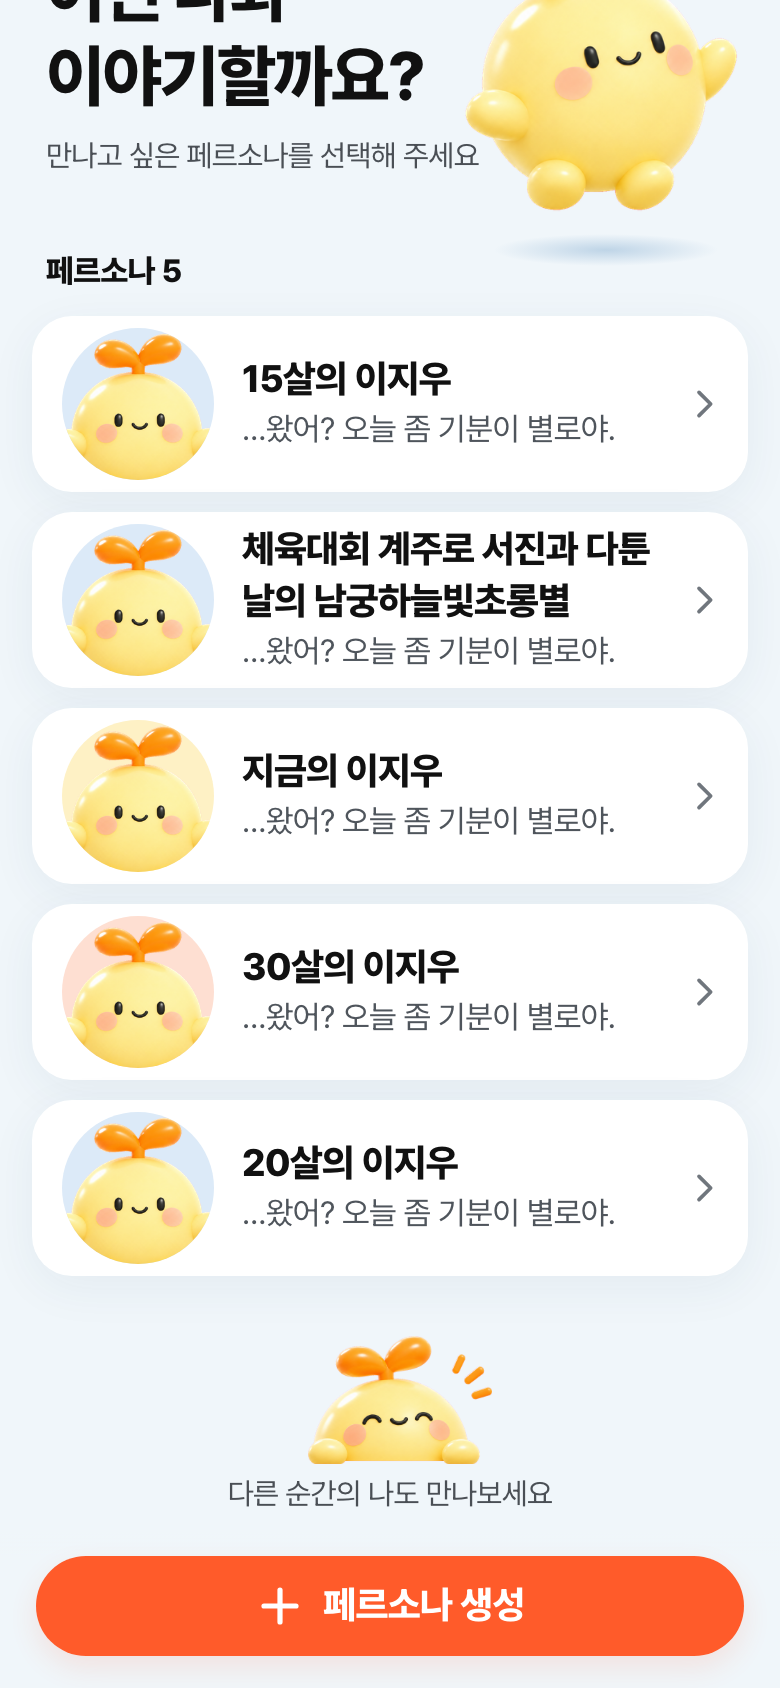 이야기할까요?
만나고 싶은 페르소나를 선택해 주세요
페르소나 5
15살의 이지우
...왔어? 오늘 좀 기분이 별로야.
체육대회 계주로 서진과 다툰
날의 남궁하늘빛초롱별
...왔어? 오늘 좀 기분이 별로야.
지금의 이지우
...왔어? 오늘 좀 기분이 별로야.
30살의 이지우
...왔어? 오늘 좀 기분이 별로야.
20살의 이지우
...왔어? 오늘 좀 기분이 별로야.
다른 순간의 나도 만나보세요
페르소나 생성